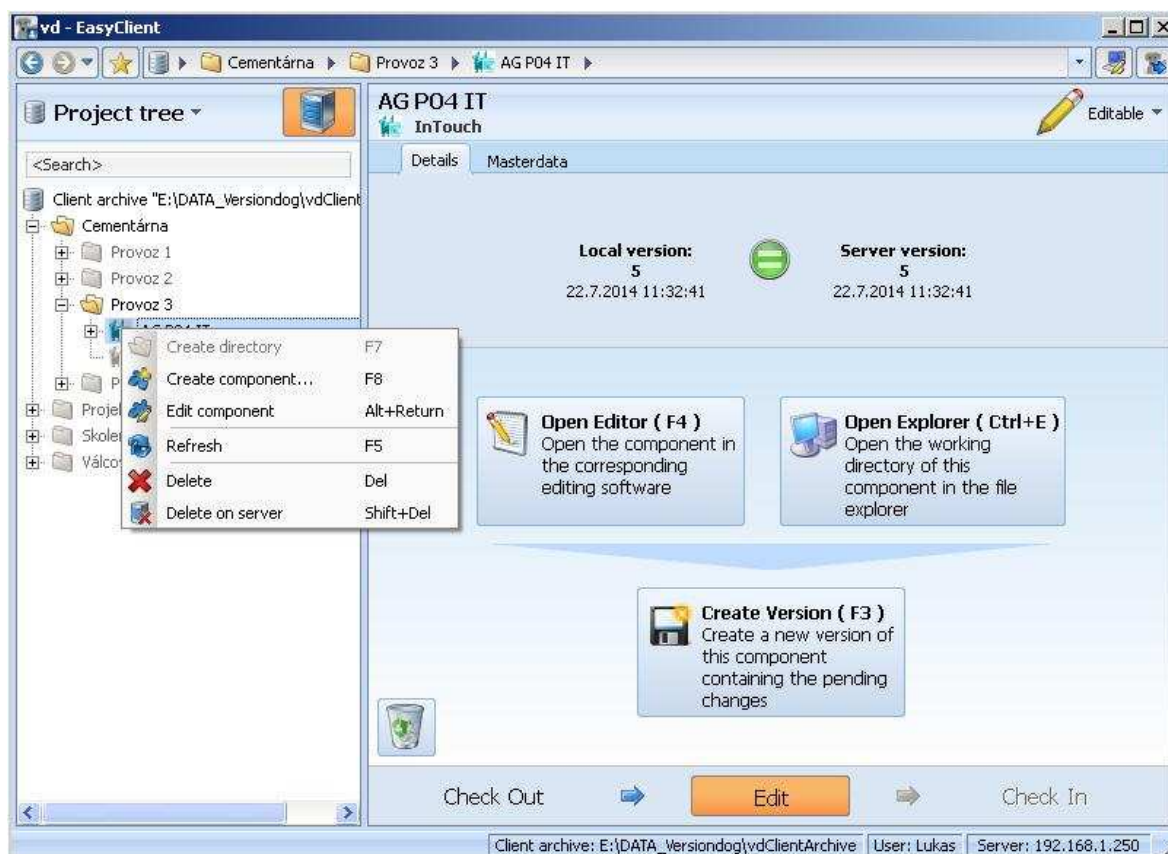 vd - EasyClient
Cementárna Provoz 3 AG P04 IT
Project tree
<Search>
Client archive "E:\DATA_Versiondog\vdClient
Cementárna
Provoz 1
Provoz 2
Provoz 3
AG P04 IT
Create directory F7
Create component... F8
Edit component Alt+Return
Refresh F5
Delete Del
Delete on server Shift+Del
P
Projel
Skole
Válco
AG P04 IT
InTouch
Editable
Details Masterdata
Local version:
5
22.7.2014 11:32:41
Server version:
5
22.7.2014 11:32:41
Open Editor ( F4 )
Open the component in
the corresponding
editing software
Open Explorer ( Ctrl+E )
Open the working
directory of this
component in the file
explorer
Create Version ( F3 )
Create a new version of
this component
containing the pending
changes
Check Out Edit Check In
Client archive: E:\DATA_Versiondog\vdClientArchive User: Lukas Server: 192.168.1.250